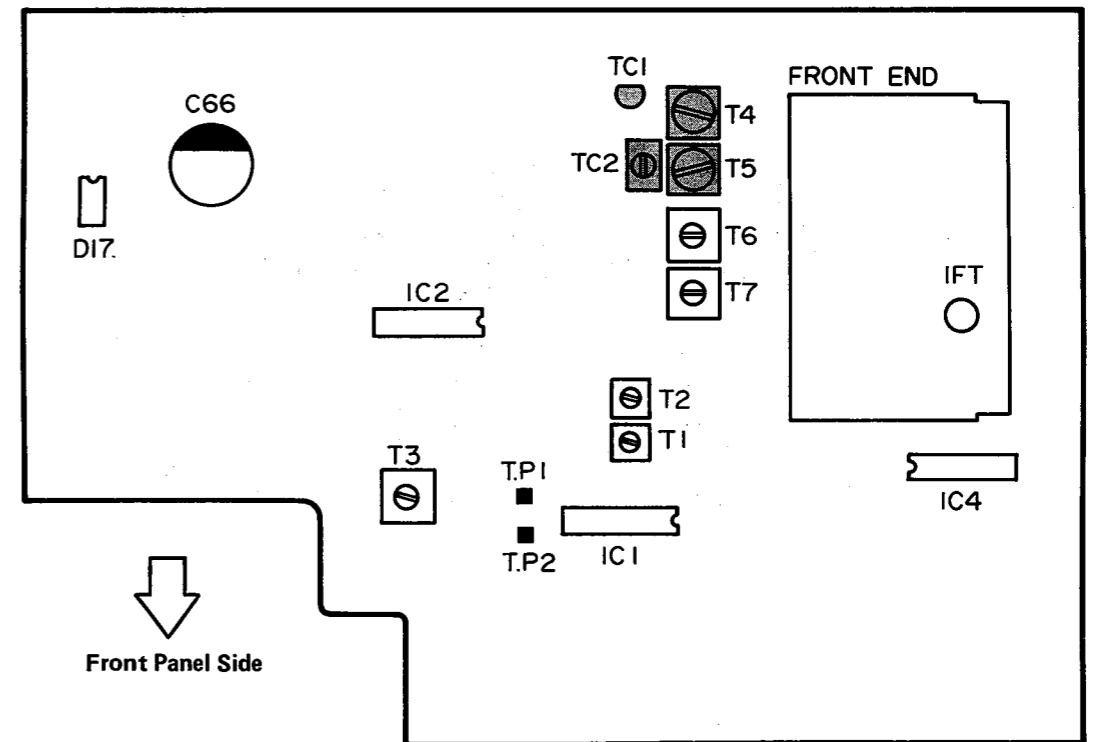 TC1
FRONT END
C66
T4
TC2
T5
D17.
T6
IFT
IC2
T7
T2
T1
T3
T.P1
IC4
T.P2
IC1
Front Panel Side